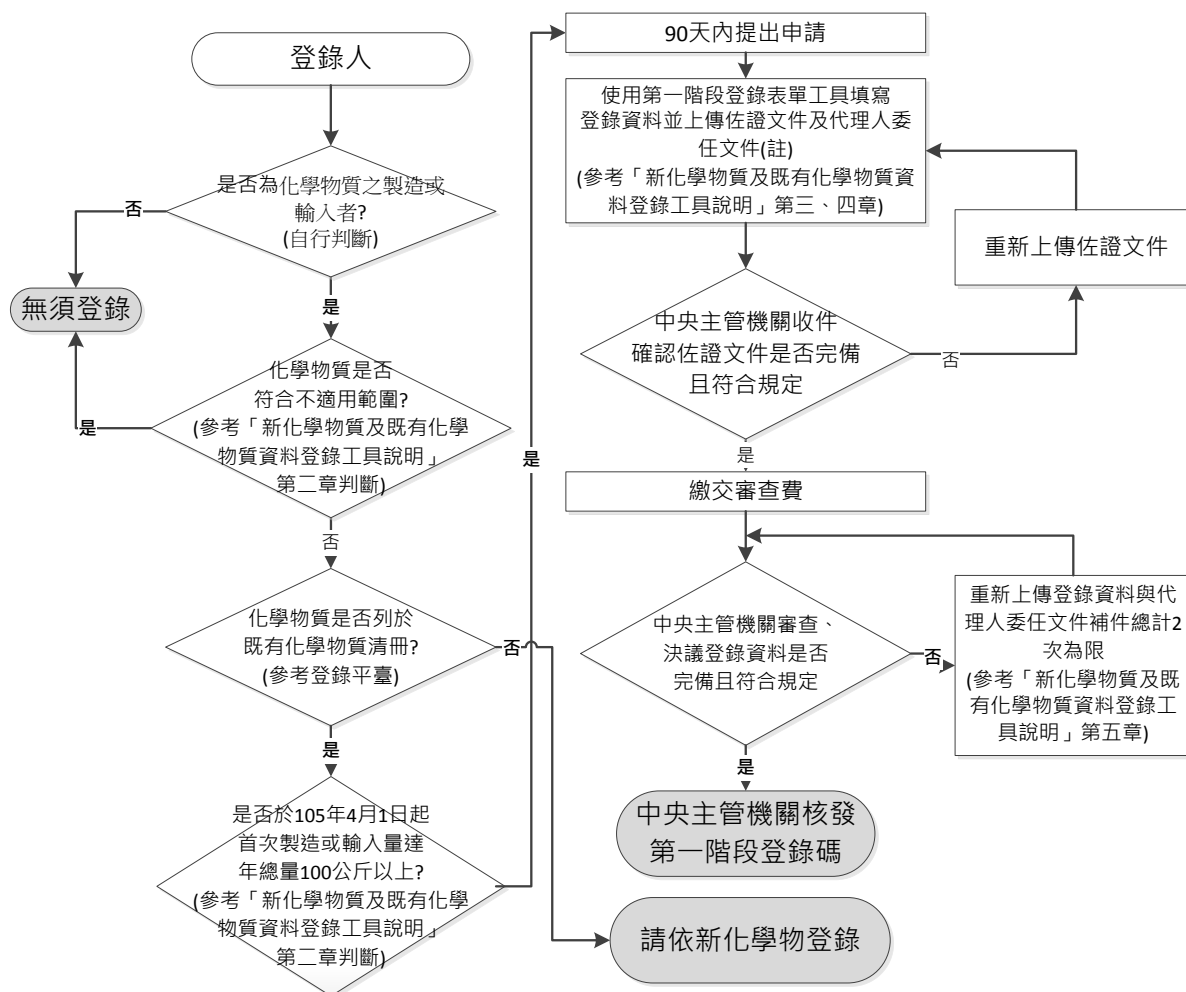 登錄人
是否為化學物質之製造或
輸入者?
(自行判斷)
否
無須登錄
是
化學物質是否
符合不適用範圍?
(參考「新化學物質及既有化學
物質資料登錄工具說明」
第二章判斷)
是
否
化學物質是否列於
既有化學物質清冊?
(參考登錄平臺)
否
是
是否於105年4月1日起
首次製造或輸入量達
年總量100公斤以上?
(參考「新化學物質及既有化學
物質資料登錄工具說明」
第二章判斷)
是
90天內提出申請
使用第一階段登錄表單工具填寫
登錄資料並上傳佐證文件及代理人委
任文件(註)
(參考「新化學物質及既有化學物質資
料登錄工具說明」第三、四章)
重新上傳佐證文件
中央主管機關收件
確認佐證文件是否完備
且符合規定
否
是
繳交審查費
中央主管機關審查、
決議登錄資料是否
完備且符合規定
否
重新上傳登錄資料與代
理人委任文件補件總計2
次為限
(參考「新化學物質及既
有化學物質資料登錄工
具說明」第五章)
是
中央主管機關核發
第一階段登錄碼
請依新化學物登錄